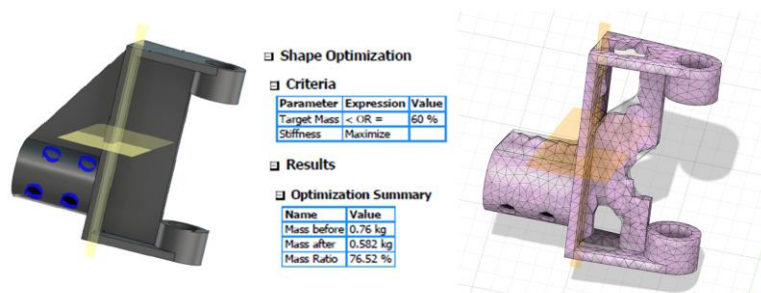 Shape Optimization
Criteria
Parameter Expression Value
Target Mass < OR = 60 %
Stiffness Maximize
Results
Optimization Summary
Name Value
Mass before 0.76 kg
Mass after 0.582 kg
Mass Ratio 76.52 %